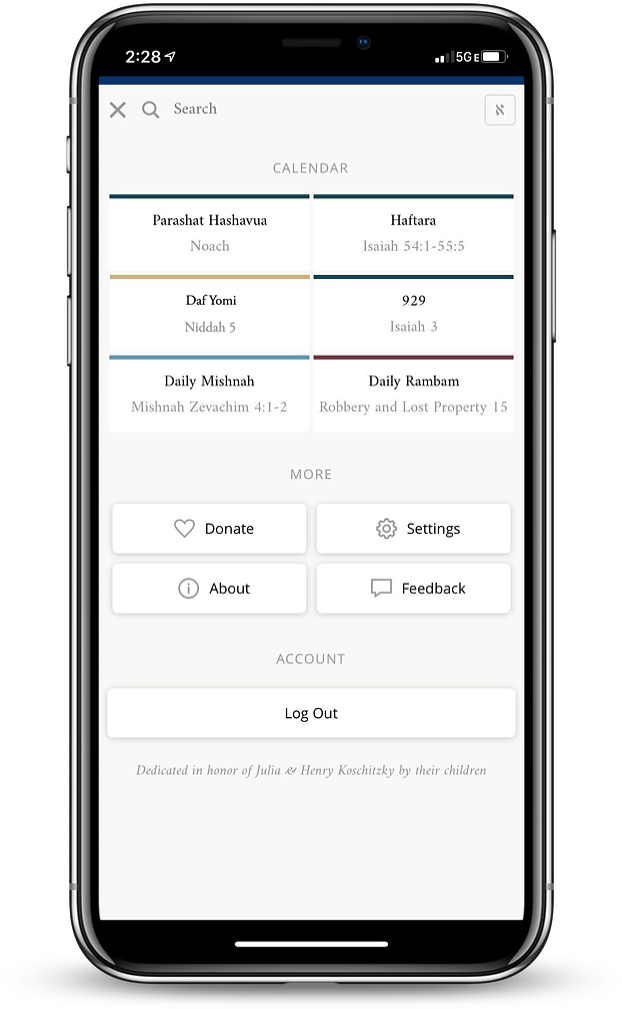 2:28
5GE
Search
א
CALENDAR
Parashat Hashavua
Noach
Haftara
Isaiah 54:1-55:5
Daf Yomi
Niddah 5
929
Isaiah 3
Daily Mishnah
Mishnah Zevachim 4:1-2
Daily Rambam
Robbery and Lost Property 15
MORE
Donate
Settings
About
Feedback
ACCOUNT
Log Out
Dedicated in honor of Julia & Henry Koschitzky by their children